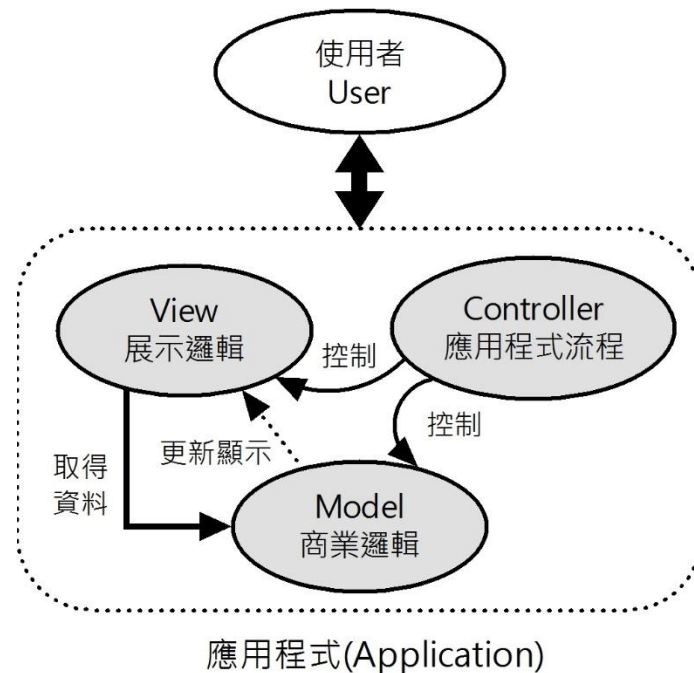 使用者
User
View
展示邏輯
Controller
應用程式流程
控制
控制
更新顯示
取得
資料
Model
商業邏輯
應用程式(Application)